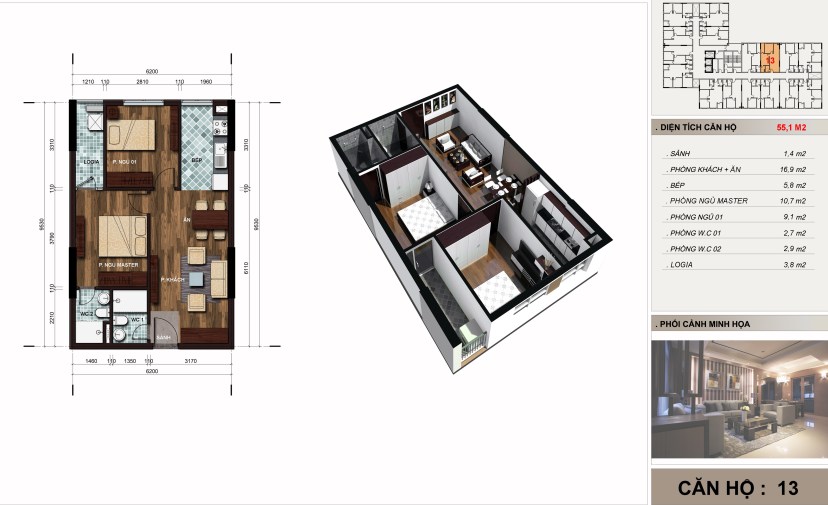 6200
1210
110
2810
110
1960
3310
110
3790
110
2210
9530
3310
110
6110
9530
LOGIA
P. NGỦ 01
BẾP
ĂN
P. NGỦ MASTER
P.KHÁCH
WC 2
WC 1
SẢNH
1460
110
1350
110
3170
6200
13
. DIỆN TÍCH CĂN HỘ 55,1 M2
. SẢNH 1,4 m2
. PHÒNG KHÁCH + ĂN 16,9 m2
. BẾP 5,8 m2
. PHÒNG NGỦ MASTER 10,7 m2
. PHÒNG NGỦ 01 9.1 m2
. PHÒNG W.C 01 2,7 m2
. PHÒNG W.C 02 2,9 m2
. LOGIA 3,8 m2
. PHỐI CẢNH MINH HỌA
CĂN HỘ : 13